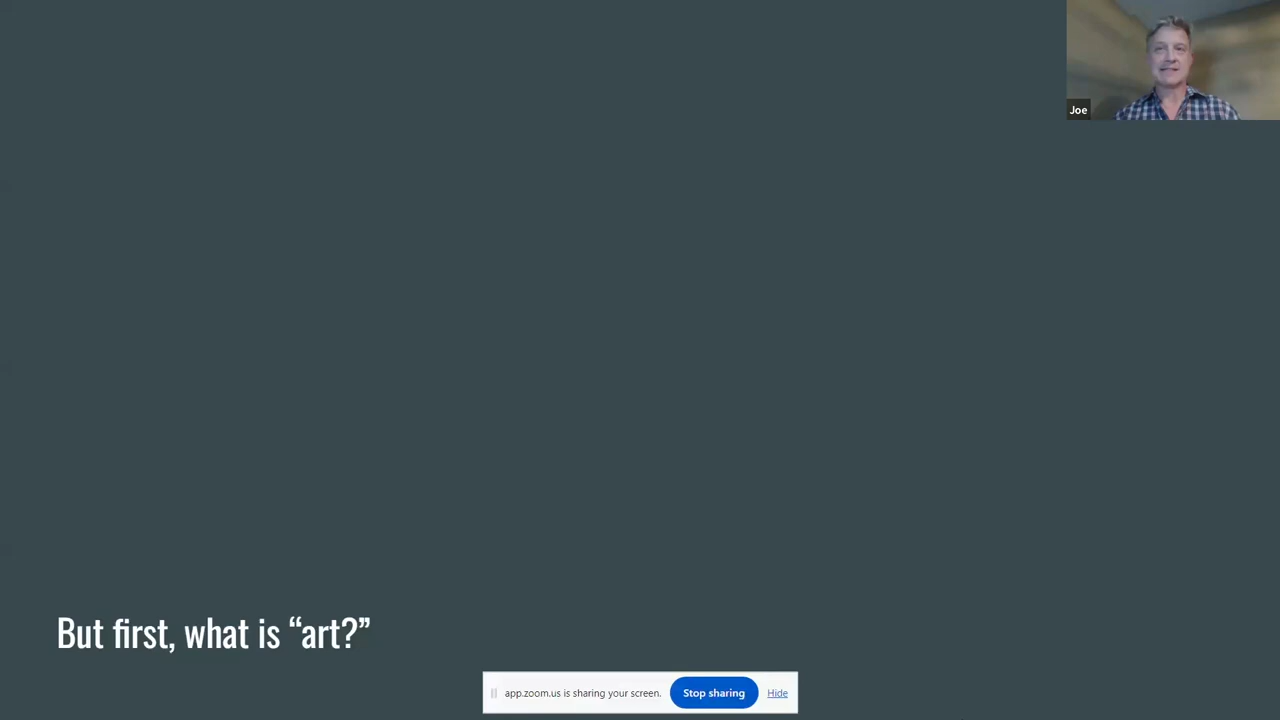 Joe
But first, what is “art?”
app.zoom.us is sharing your screen.
Stop sharing
Hide